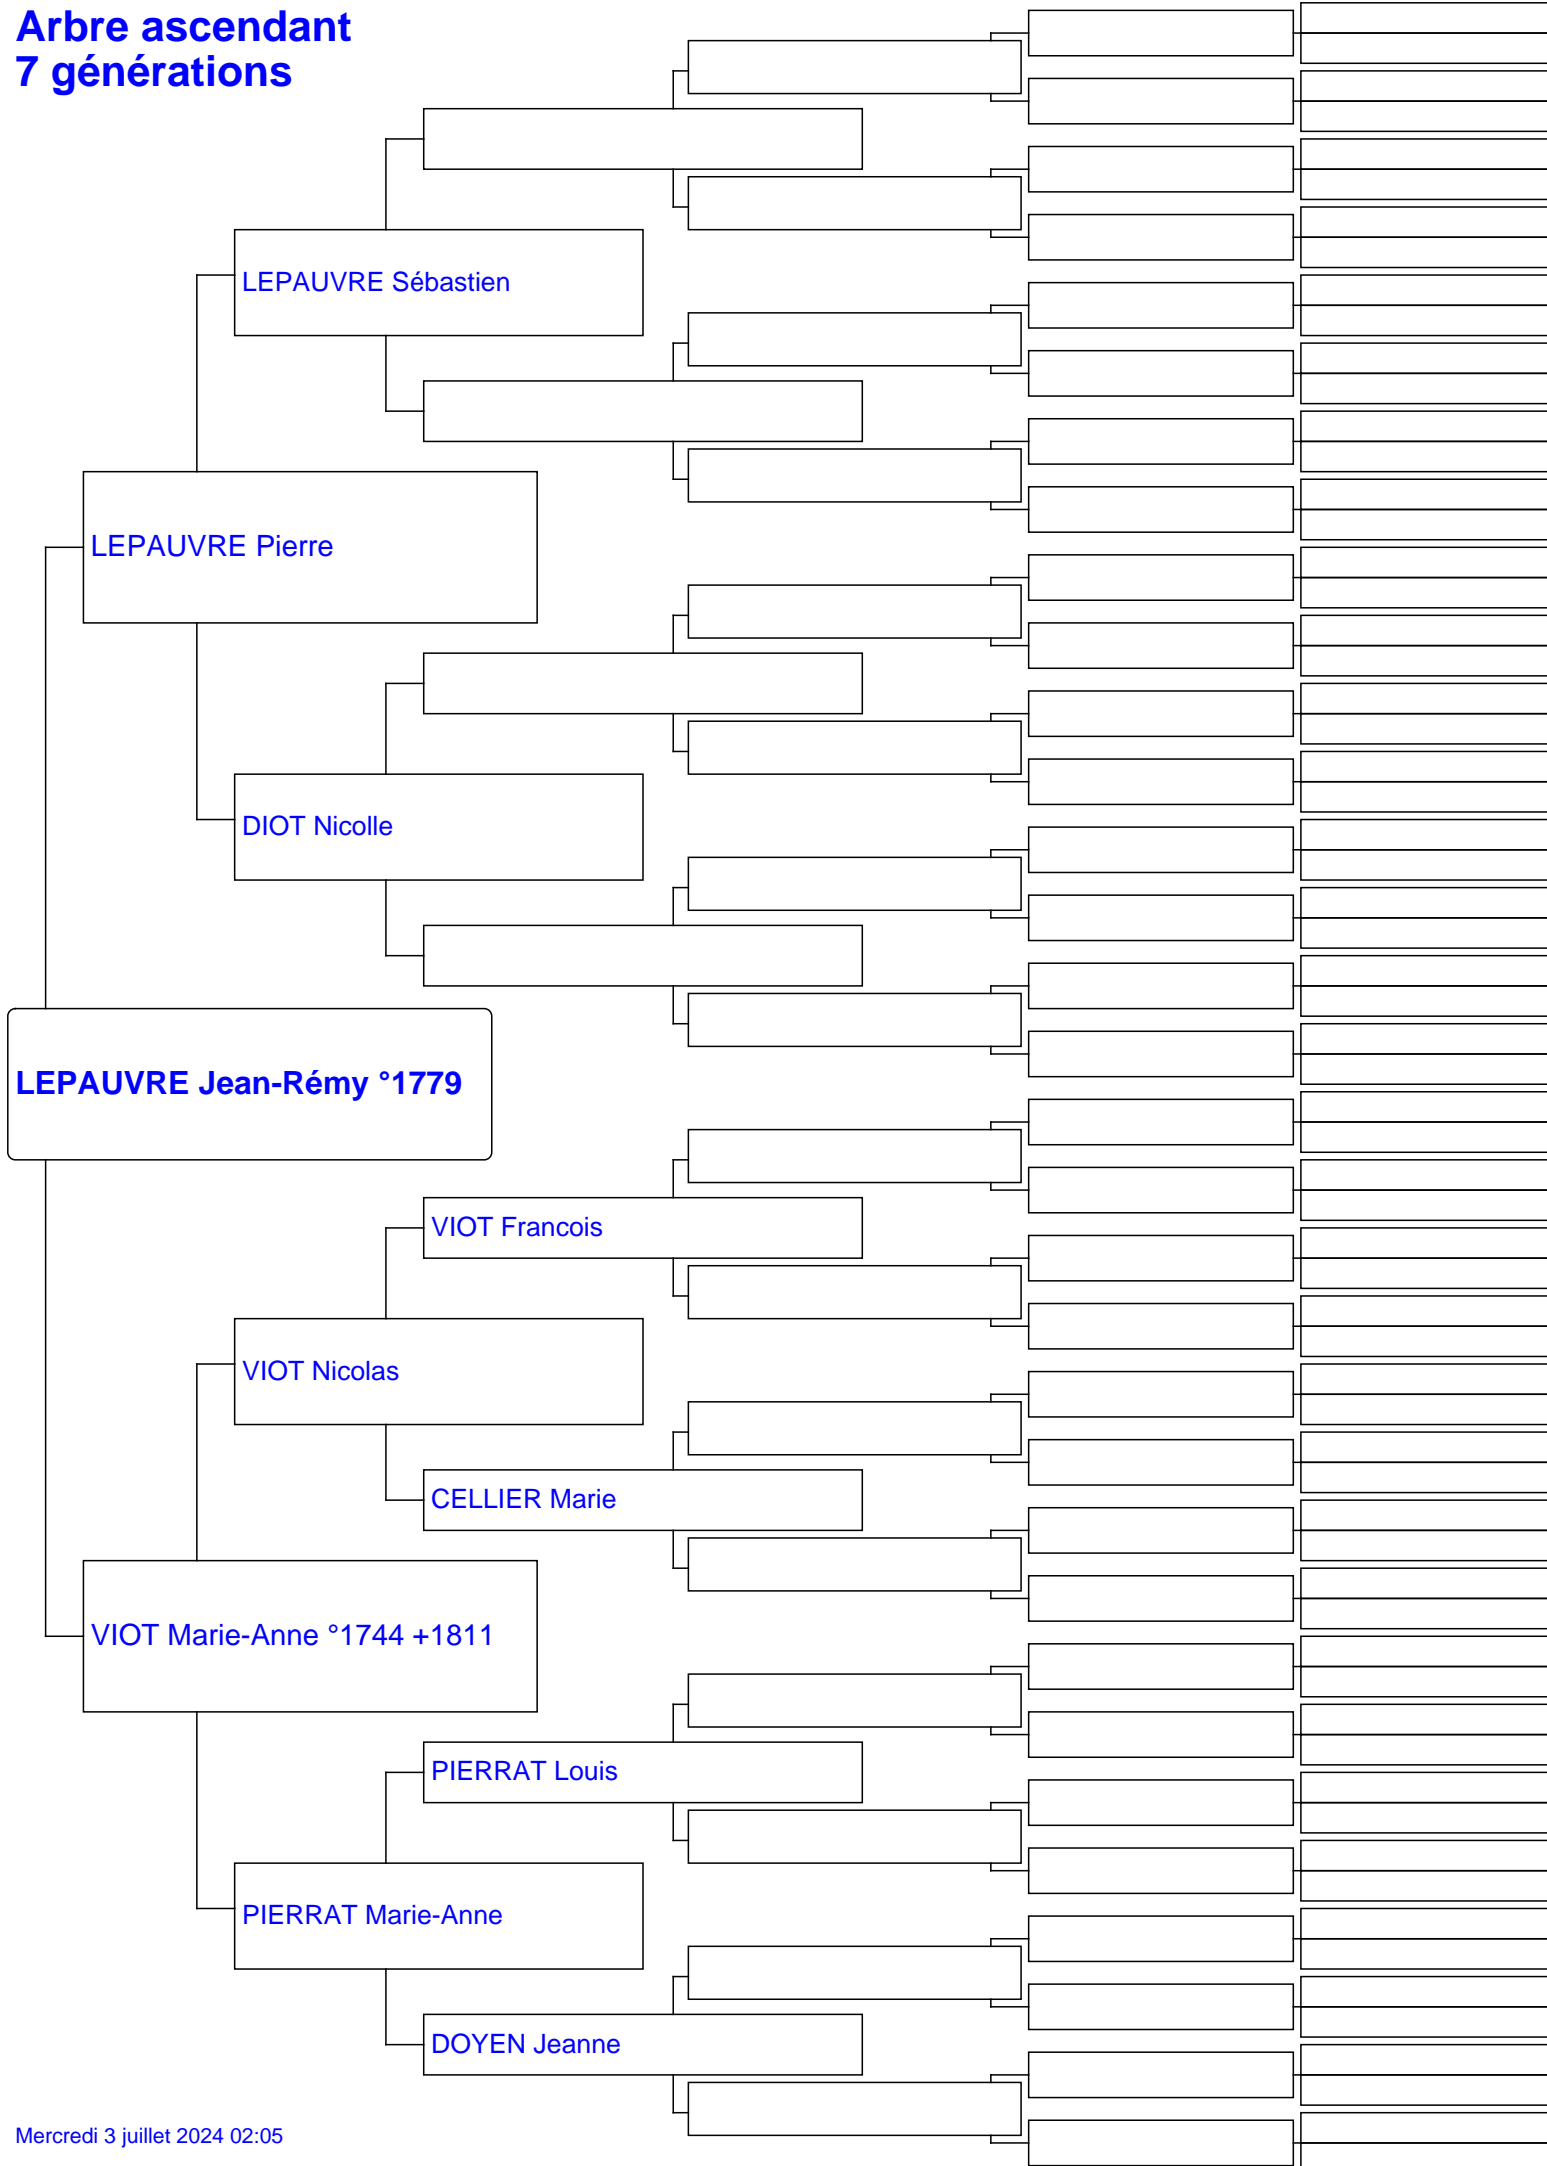 Arbre ascendant
7 générations
LEPAUVRE Sébastien
LEPAUVRE Pierre
DIOT Nicolle
LEPAUVRE Jean-Rémy °1779
VIOT Francois
VIOT Nicolas
CELLIER Marie
VIOT Marie-Anne °1744 +1811
PIERRAT Louis
PIERRAT Marie-Anne
DOYEN Jeanne
Mercredi 3 juillet 2024 02:05